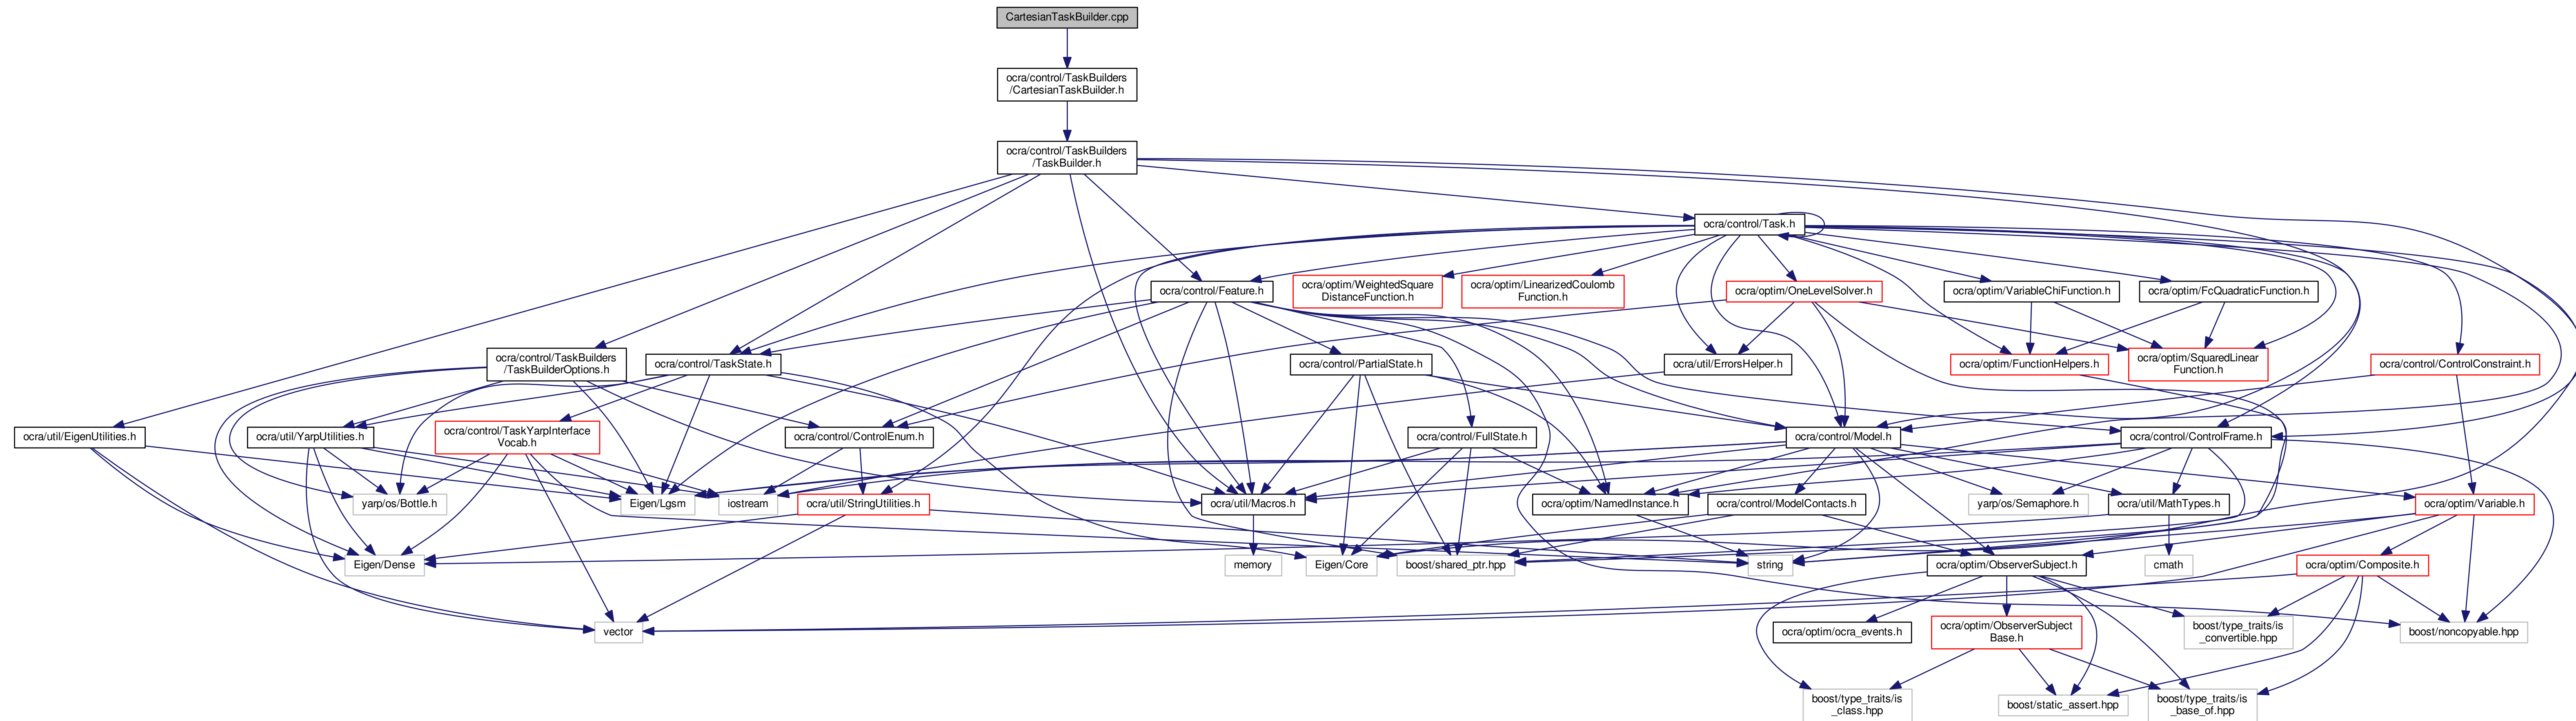 CartesianTaskBuilder.cpp
ocra/control/TaskBuilders
/CartesianTaskBuilder.h
ocra/control/TaskBuilders
/TaskBuilder.h
ocra/control/Task.h
ocra/control/Feature.h
ocra/optim/WeightedSquare
DistanceFunction.h
ocra/optim/LinearizedCoulomb
Function.h
ocra/optim/OneLevelSolver.h
ocra/optim/VariableChiFunction.h
ocra/optim/FcQuadraticFunction.h
ocra/control/TaskBuilders
/TaskBuilderOptions.h
ocra/control/TaskState.h
ocra/control/PartialState.h
ocra/util/ErrorsHelper.h
ocra/optim/FunctionHelpers.h
ocra/optim/SquaredLinear
Function.h
ocra/control/ControlConstraint.h
ocra/util/EigenUtilities.h
ocra/util/YarpUtilities.h
ocra/control/TaskYarpInterface
Vocab.h
ocra/control/ControlEnum.h
ocra/control/FullState.h
ocra/control/Model.h
ocra/control/ControlFrame.h
yarp/os/Bottle.h
Eigen/Lgsm
iostream
ocra/util/StringUtilities.h
ocra/util/Macros.h
ocra/optim/NamedInstance.h
ocra/control/ModelContacts.h
yarp/os/Semaphore.h
ocra/util/MathTypes.h
ocra/optim/Variable.h
Eigen/Dense
memory
Eigen/Core
boost/shared_ptr.hpp
string
ocra/optim/ObserverSubject.h
cmath
ocra/optim/Composite.h
vector
ocra/optim/ocra_events.h
ocra/optim/ObserverSubject
Base.h
boost/type_traits/is
_convertible.hpp
boost/noncopyable.hpp
boost/type_traits/is
_class.hpp
boost/static_assert.hpp
boost/type_traits/is
_base_of.hpp